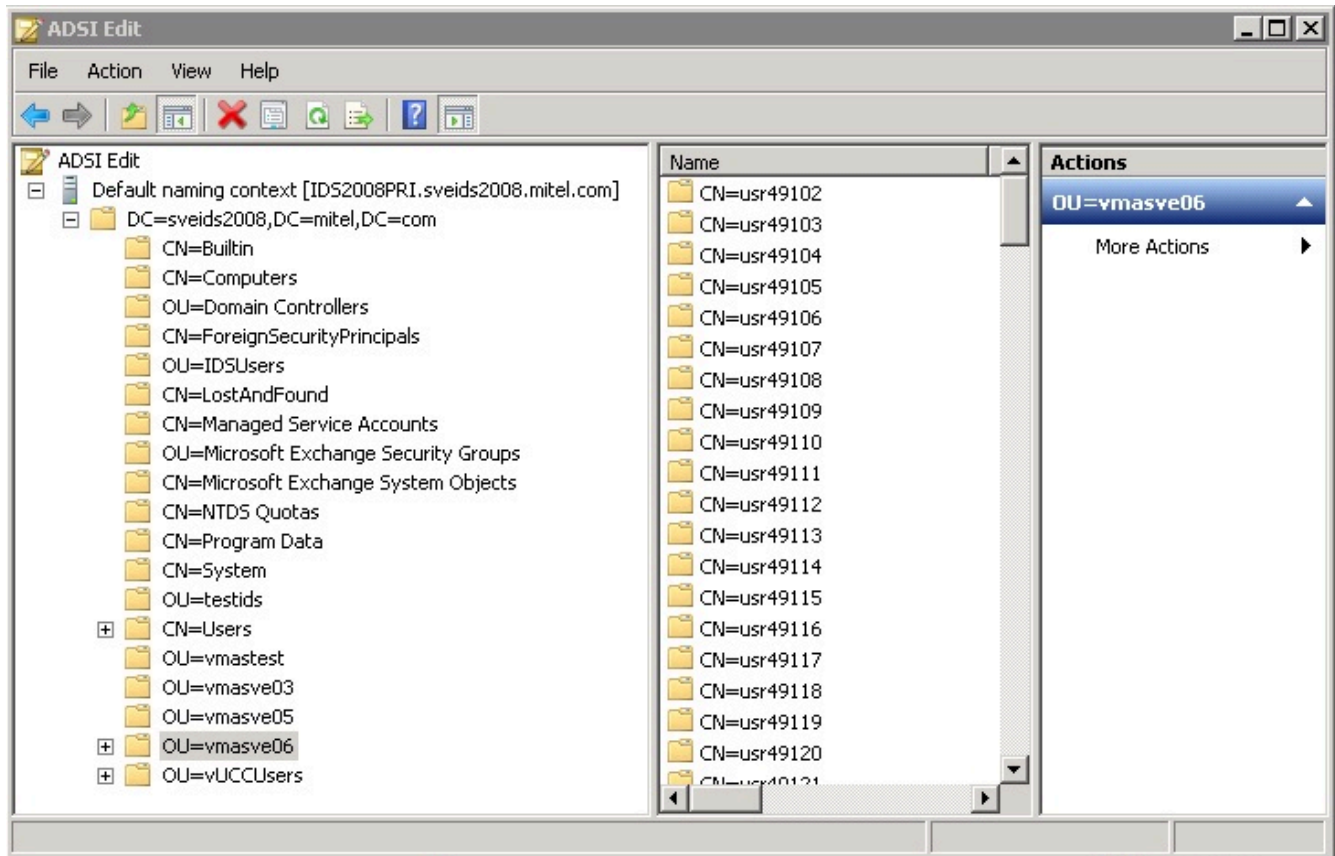 ADSI Edit
File Action View Help
ADSI Edit
Default naming context [IDS2008PRI.sveids2008.mitel.com]
DC=sveids2008,DC=mitel,DC=com
CN=Builtin
CN=Computers
OU=Domain Controllers
CN=ForeignSecurityPrincipals
OU=IDSUsers
CN=LostAndFound
CN=Managed Service Accounts
OU=Microsoft Exchange Security Groups
CN=Microsoft Exchange System Objects
CN=NTDS Quotas
CN=Program Data
CN=System
OU=testids
CN=Users
OU=vmastest
OU=vmasve03
OU=vmasve05
OU=vmasve06
OU=vUCCUsers
Name
CN=usr49102
CN=usr49103
CN=usr49104
CN=usr49105
CN=usr49106
CN=usr49107
CN=usr49108
CN=usr49109
CN=usr49110
CN=usr49111
CN=usr49112
CN=usr49113
CN=usr49114
CN=usr49115
CN=usr49116
CN=usr49117
CN=usr49118
CN=usr49119
CN=usr49120
CN=usr49121
Actions
OU=vmasve06
More Actions